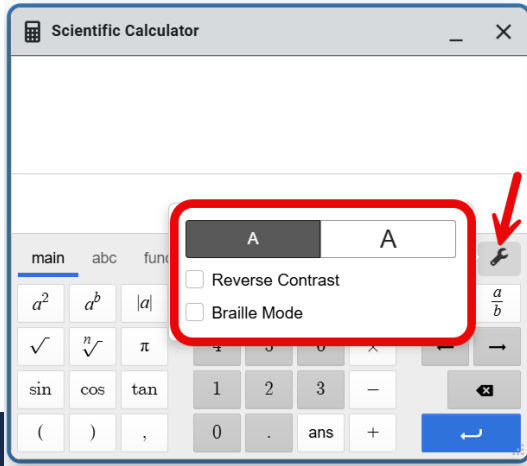 Scientific Calculator
A A
main abc func
Reverse Contrast
Braille Mode
a² aᵇ |a| a/b
√ ⁿ√ π ×
sin cos tan 1 2 3 −
( ) , 0 . ans +